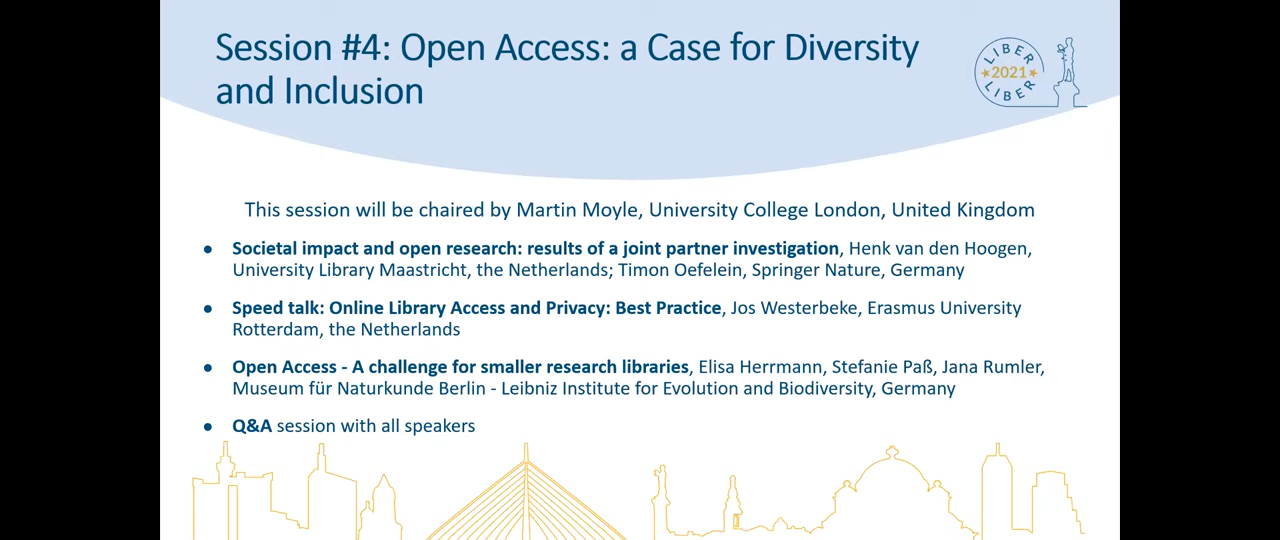 Session #4: Open Access: a Case for Diversity
and Inclusion
LIBER
★2021★
LIBER
This session will be chaired by Martin Moyle, University College London, United Kingdom
● Societal impact and open research: results of a joint partner investigation, Henk van den Hoogen,
University Library Maastricht, the Netherlands; Timon Oefelein, Springer Nature, Germany
● Speed talk: Online Library Access and Privacy: Best Practice, Jos Westerbeke, Erasmus University
Rotterdam, the Netherlands
● Open Access - A challenge for smaller research libraries, Elisa Herrmann, Stefanie Paß, Jana Rumler,
Museum für Naturkunde Berlin - Leibniz Institute for Evolution and Biodiversity, Germany
● Q&A session with all speakers